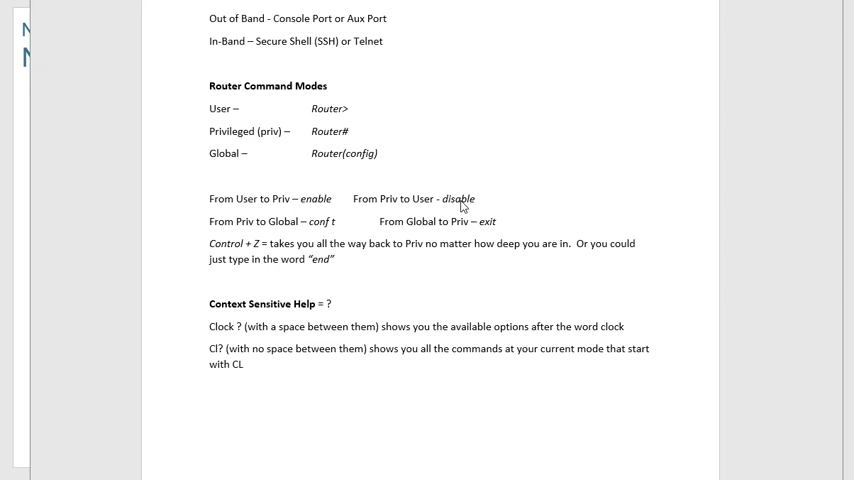 N
N
Out of Band - Console Port or Aux Port
In-Band – Secure Shell (SSH) or Telnet
Router Command Modes
User – Router>
Privileged (priv) – Router#
Global – Router(config)
From User to Priv – enable From Priv to User - disable
From Priv to Global – conf t From Global to Priv – exit
Control + Z = takes you all the way back to Priv no matter how deep you are in. Or you could
just type in the word “end”
Context Sensitive Help = ?
Clock ? (with a space between them) shows you the available options after the word clock
Cl? (with no space between them) shows you all the commands at your current mode that start
with CL